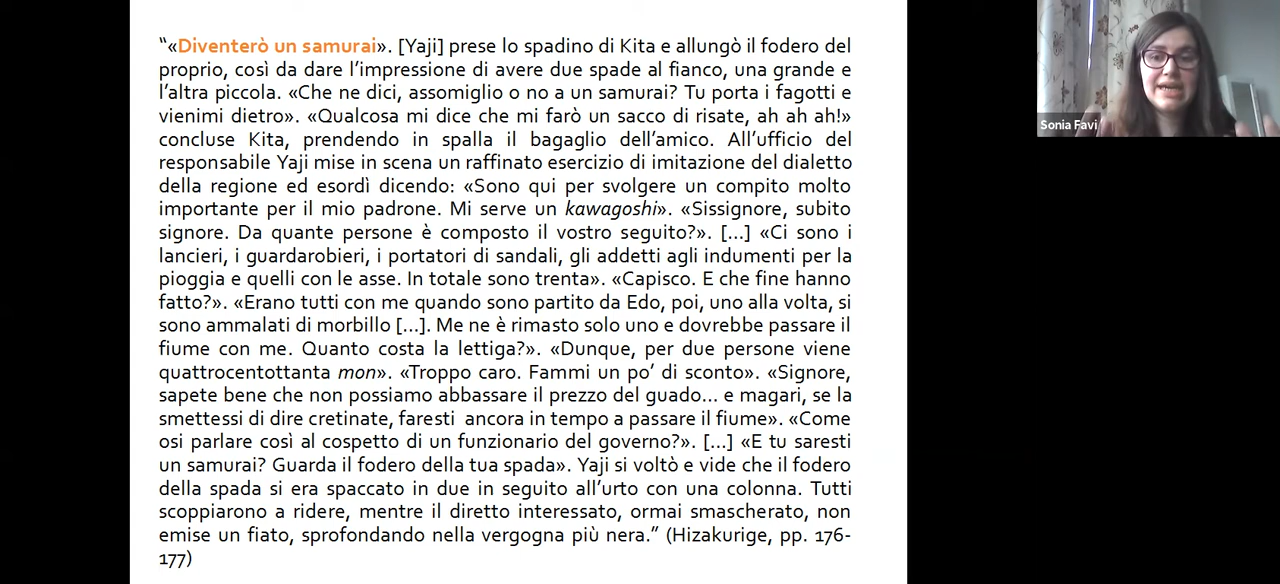 “«Diventerò un samurai». [Yaji] prese lo spadino di Kita e allungò il fodero del
proprio, così da dare l’impressione di avere due spade al fianco, una grande e
l’altra piccola. «Che ne dici, assomiglio o no a un samurai? Tu porta i fagotti e
vienimi dietro». «Qualcosa mi dice che mi farò un sacco di risate, ah ah ah!»
concluse Kita, prendendo in spalla il bagaglio dell’amico. All’ufficio del
responsabile Yaji mise in scena un raffinato esercizio di imitazione del dialetto
della regione ed esordì dicendo: «Sono qui per svolgere un compito molto
importante per il mio padrone. Mi serve un kawagoshi». «Sissignore, subito
signore. Da quante persone è composto il vostro seguito?». [...] «Ci sono i
lancieri, i guardarobieri, i portatori di sandali, gli addetti agli indumenti per la
pioggia e quelli con le asse. In totale sono trenta». «Capisco. E che fine hanno
fatto?». «Erano tutti con me quando sono partito da Edo, poi, uno alla volta, si
sono ammalati di morbillo [...]. Me ne è rimasto solo uno e dovrebbe passare il
fiume con me. Quanto costa la lettiga?». «Dunque, per due persone viene
quattrocentottanta mon». «Troppo caro. Fammi un po’ di sconto». «Signore,
sapete bene che non possiamo abbassare il prezzo del guado... e magari, se la
smettessi di dire cretinate, faresti ancora in tempo a passare il fiume». «Come
osi parlare così al cospetto di un funzionario del governo?». [...] «E tu saresti
un samurai? Guarda il fodero della tua spada». Yaji si voltò e vide che il fodero
della spada si era spaccato in due in seguito all’urto con una colonna. Tutti
scoppiarono a ridere, mentre il diretto interessato, ormai smascherato, non
emise un fiato, sprofondando nella vergogna più nera.” (Hizakurige, pp. 176-
177)
Sonia Favi